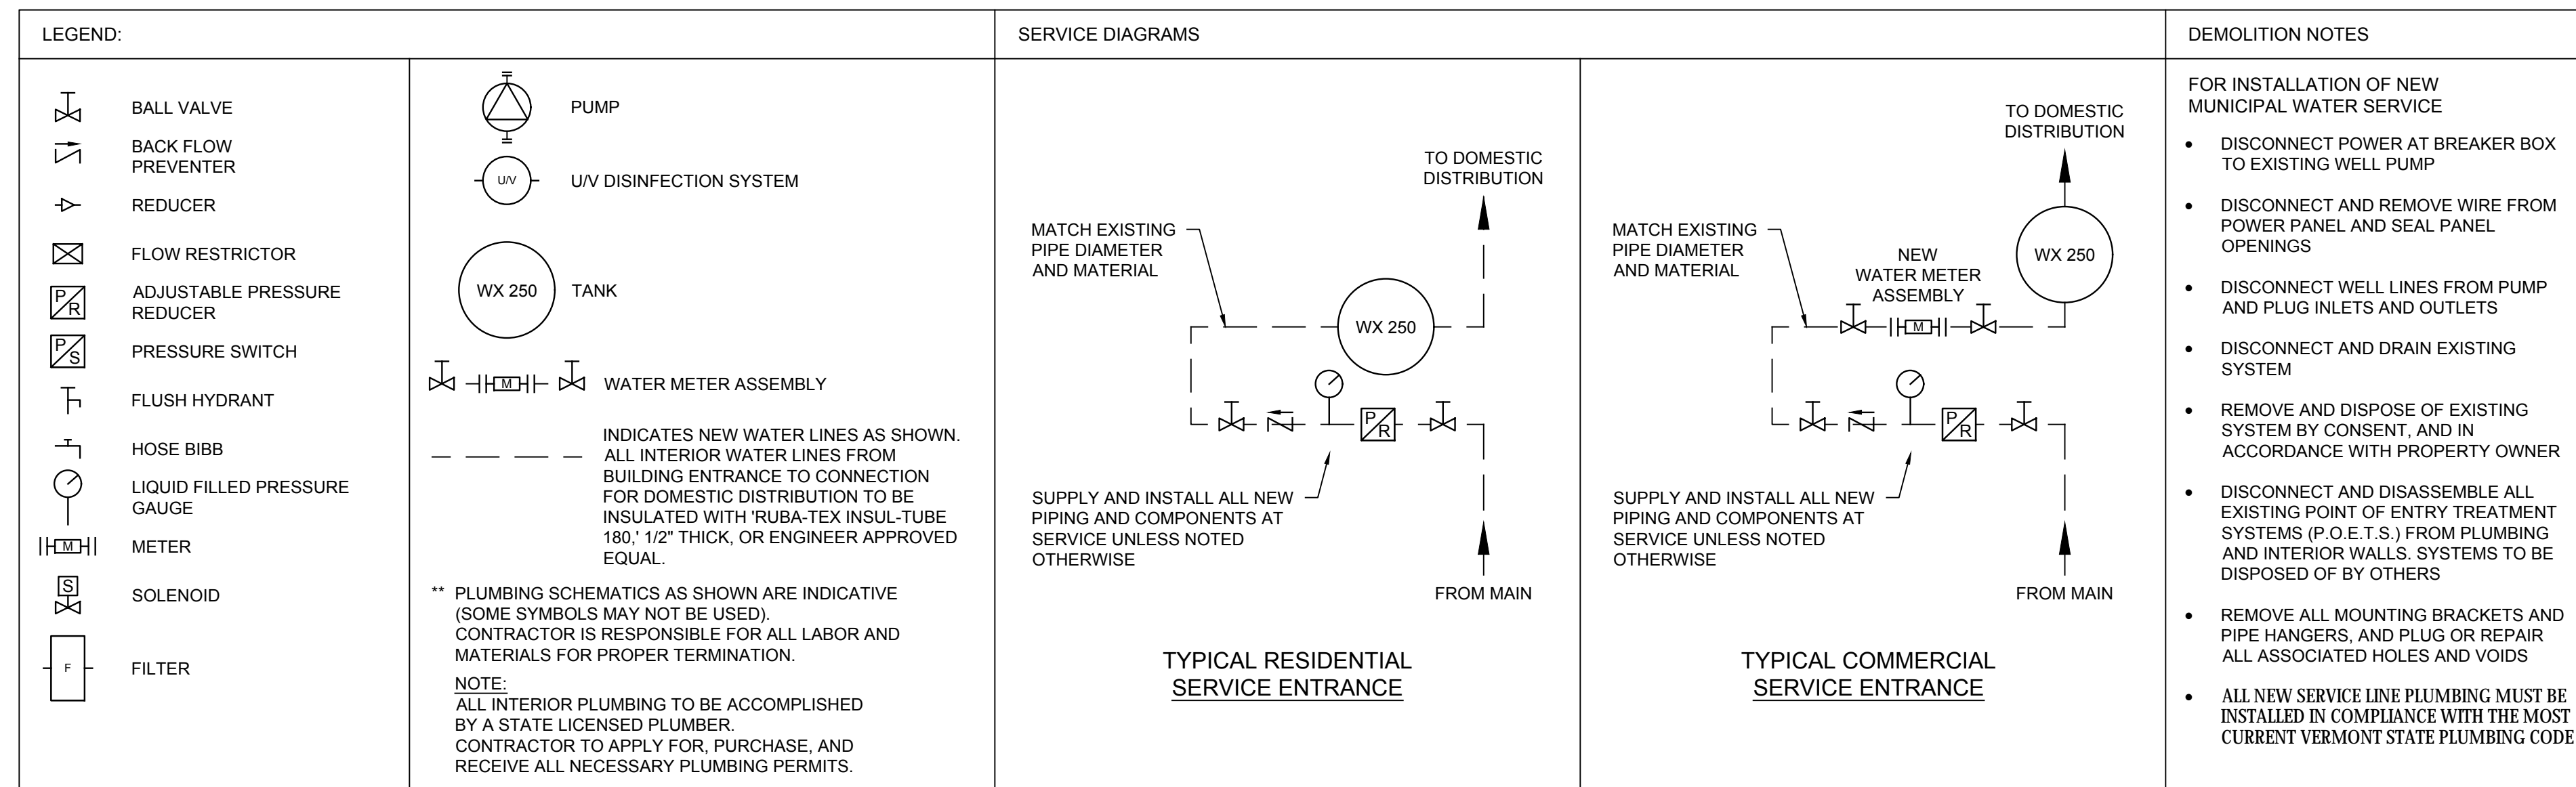 LEGEND:
BALL VALVE
BACK FLOW
PREVENTER
REDUCER
FLOW RESTRICTOR
P/R
ADJUSTABLE PRESSURE
REDUCER
P/S
PRESSURE SWITCH
FLUSH HYDRANT
HOSE BIBB
LIQUID FILLED PRESSURE
GAUGE
M
METER
S
SOLENOID
F
FILTER
PUMP
U/V
U/V DISINFECTION SYSTEM
WX 250
TANK
M
WATER METER ASSEMBLY
INDICATES NEW WATER LINES AS SHOWN.
ALL INTERIOR WATER LINES FROM
BUILDING ENTRANCE TO CONNECTION
FOR DOMESTIC DISTRIBUTION TO BE
INSULATED WITH 'RUBA-TEX INSUL-TUBE
180,' 1/2" THICK, OR ENGINEER APPROVED
EQUAL.
** PLUMBING SCHEMATICS AS SHOWN ARE INDICATIVE
(SOME SYMBOLS MAY NOT BE USED).
CONTRACTOR IS RESPONSIBLE FOR ALL LABOR AND
MATERIALS FOR PROPER TERMINATION.
NOTE:
ALL INTERIOR PLUMBING TO BE ACCOMPLISHED
BY A STATE LICENSED PLUMBER.
CONTRACTOR TO APPLY FOR, PURCHASE, AND
RECEIVE ALL NECESSARY PLUMBING PERMITS.
SERVICE DIAGRAMS
TO DOMESTIC
DISTRIBUTION
MATCH EXISTING
PIPE DIAMETER
AND MATERIAL
WX 250
P/R
SUPPLY AND INSTALL ALL NEW
PIPING AND COMPONENTS AT
SERVICE UNLESS NOTED
OTHERWISE
FROM MAIN
TYPICAL RESIDENTIAL
SERVICE ENTRANCE
TO DOMESTIC
DISTRIBUTION
MATCH EXISTING
PIPE DIAMETER
AND MATERIAL
NEW
WATER METER
ASSEMBLY
WX 250
M
P/R
SUPPLY AND INSTALL ALL NEW
PIPING AND COMPONENTS AT
SERVICE UNLESS NOTED
OTHERWISE
FROM MAIN
TYPICAL COMMERCIAL
SERVICE ENTRANCE
DEMOLITION NOTES
FOR INSTALLATION OF NEW
MUNICIPAL WATER SERVICE
• DISCONNECT POWER AT BREAKER BOX
TO EXISTING WELL PUMP
• DISCONNECT AND REMOVE WIRE FROM
POWER PANEL AND SEAL PANEL
OPENINGS
• DISCONNECT WELL LINES FROM PUMP
AND PLUG INLETS AND OUTLETS
• DISCONNECT AND DRAIN EXISTING
SYSTEM
• REMOVE AND DISPOSE OF EXISTING
SYSTEM BY CONSENT, AND IN
ACCORDANCE WITH PROPERTY OWNER
• DISCONNECT AND DISASSEMBLE ALL
EXISTING POINT OF ENTRY TREATMENT
SYSTEMS (P.O.E.T.S.) FROM PLUMBING
AND INTERIOR WALLS. SYSTEMS TO BE
DISPOSED OF BY OTHERS
• REMOVE ALL MOUNTING BRACKETS AND
PIPE HANGERS, AND PLUG OR REPAIR
ALL ASSOCIATED HOLES AND VOIDS
• ALL NEW SERVICE LINE PLUMBING MUST BE
INSTALLED IN COMPLIANCE WITH THE MOST
CURRENT VERMONT STATE PLUMBING CODE